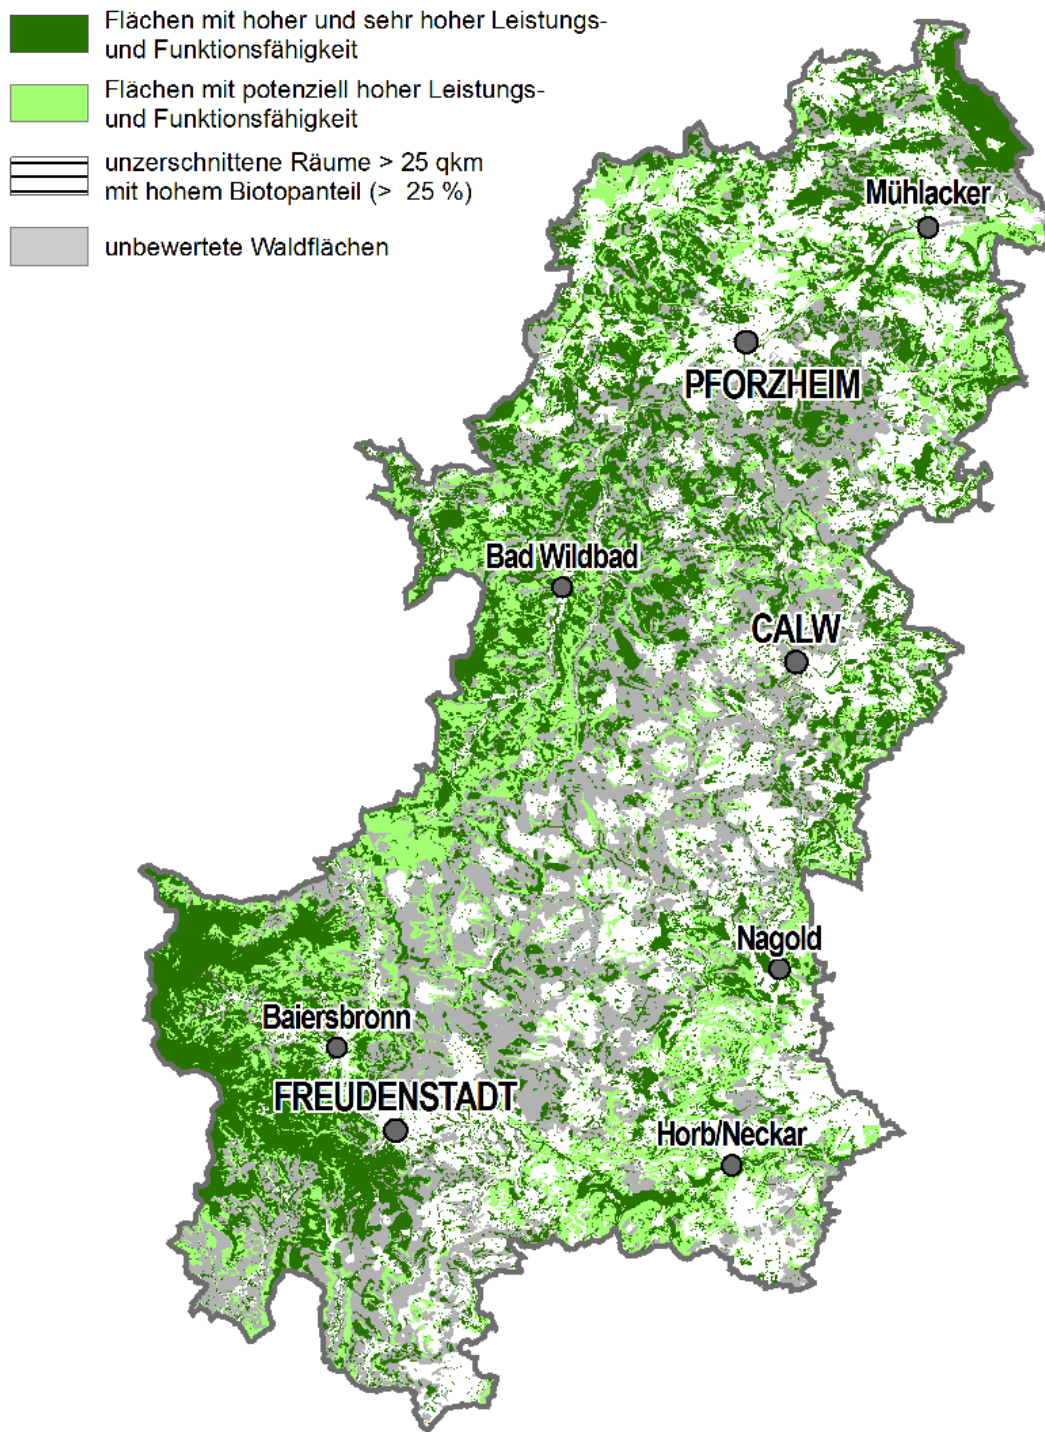 Flächen mit hoher und sehr hoher Leistungs-
und Funktionsfähigkeit
Flächen mit potenziell hoher Leistungs-
und Funktionsfähigkeit
unzerschnittene Räume > 25 qkm
mit hohem Biotopanteil (> 25 %)
unbewertete Waldflächen
Mühlacker
PFORZHEIM
Bad Wildbad
CALW
Nagold
Baiersbronn
FREUDENSTADT
Horb/Neckar